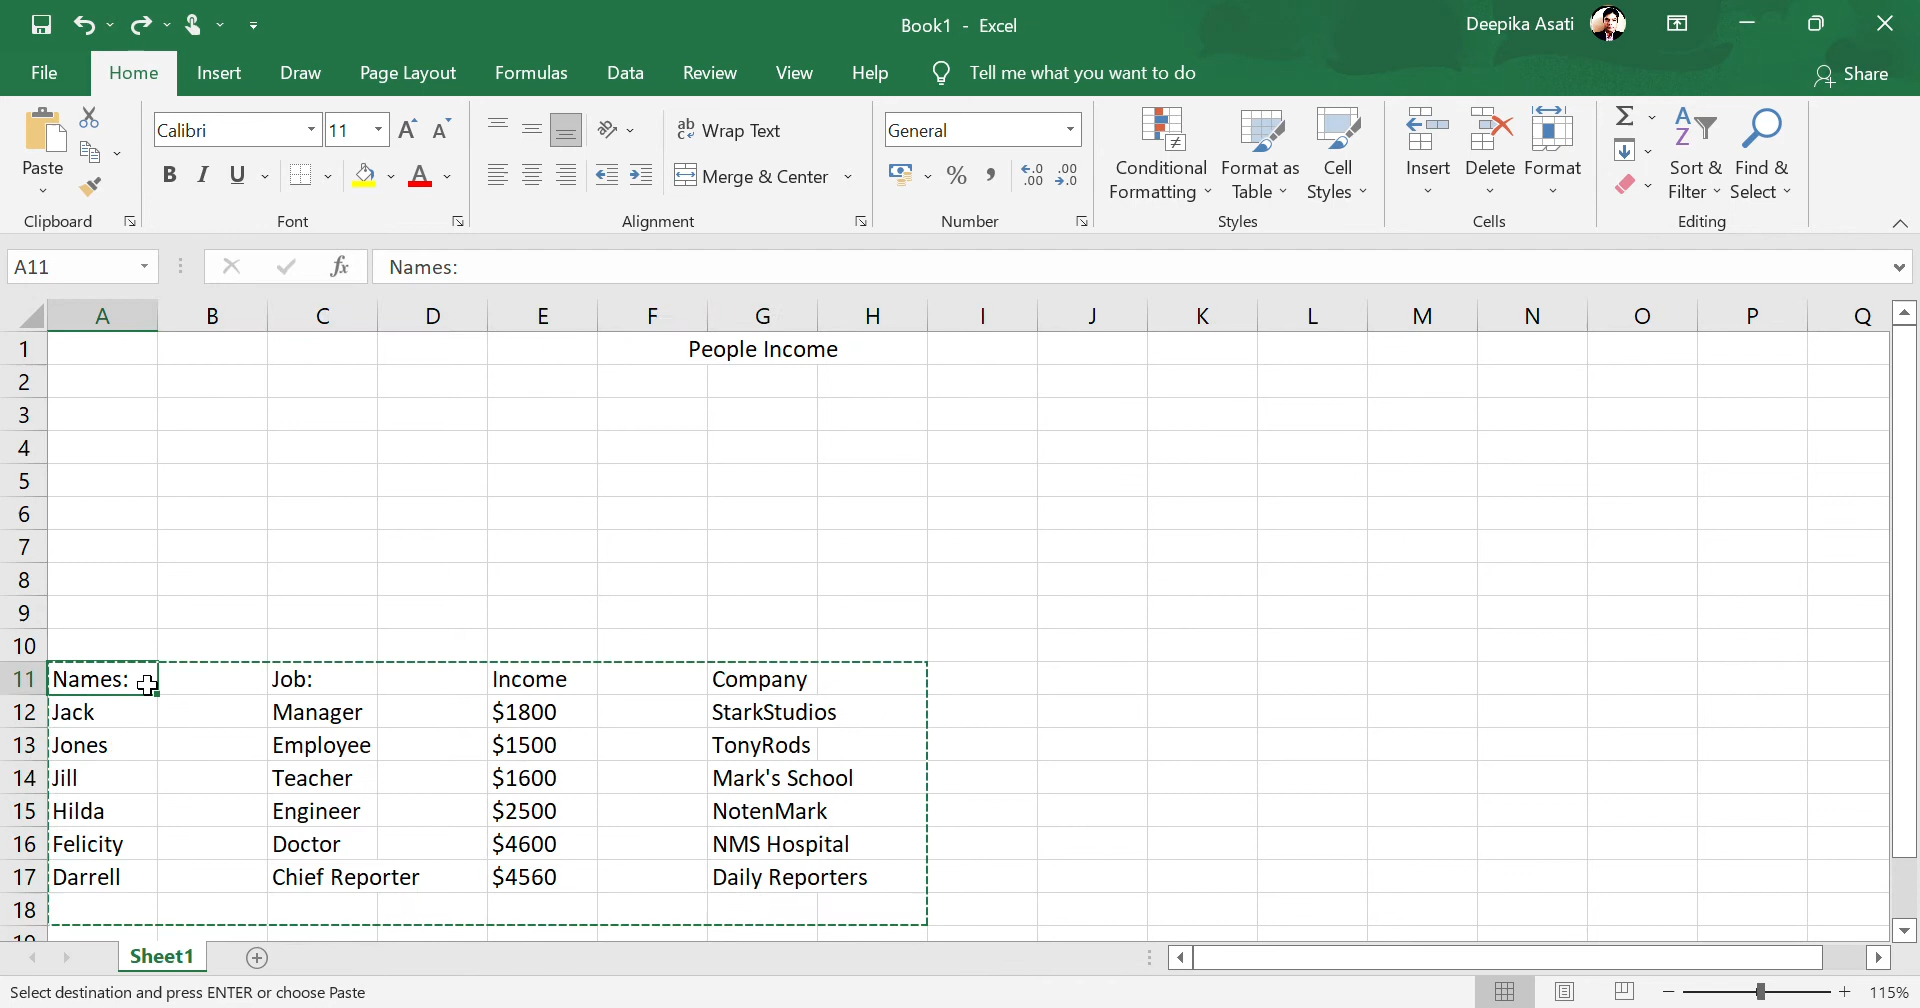 Book1 - Excel
Deepika Asati
File Home Insert Draw Page Layout Formulas Data Review View Help Tell me what you want to do Share
Paste
Clipboard
Calibri 11
B I U A
Font
ab Wrap Text
Merge & Center
Alignment
General
% , .00
Number
Conditional Formatting
Format as Table
Cell Styles
Styles
Insert
Delete
Format
Cells
Sort & Filter
Find & Select
Editing
A11 fx Names:
A B C D E F G H I J K L M N O P Q
1 People Income
2
3
4
5
6
7
8
9
10
11 Names: Job: Income Company
12 Jack Manager $1800 StarkStudios
13 Jones Employee $1500 TonyRods
14 Jill Teacher $1600 Mark's School
15 Hilda Engineer $2500 NotenMark
16 Felicity Doctor $4600 NMS Hospital
17 Darrell Chief Reporter $4560 Daily Reporters
18
Sheet1
Select destination and press ENTER or choose Paste
115%